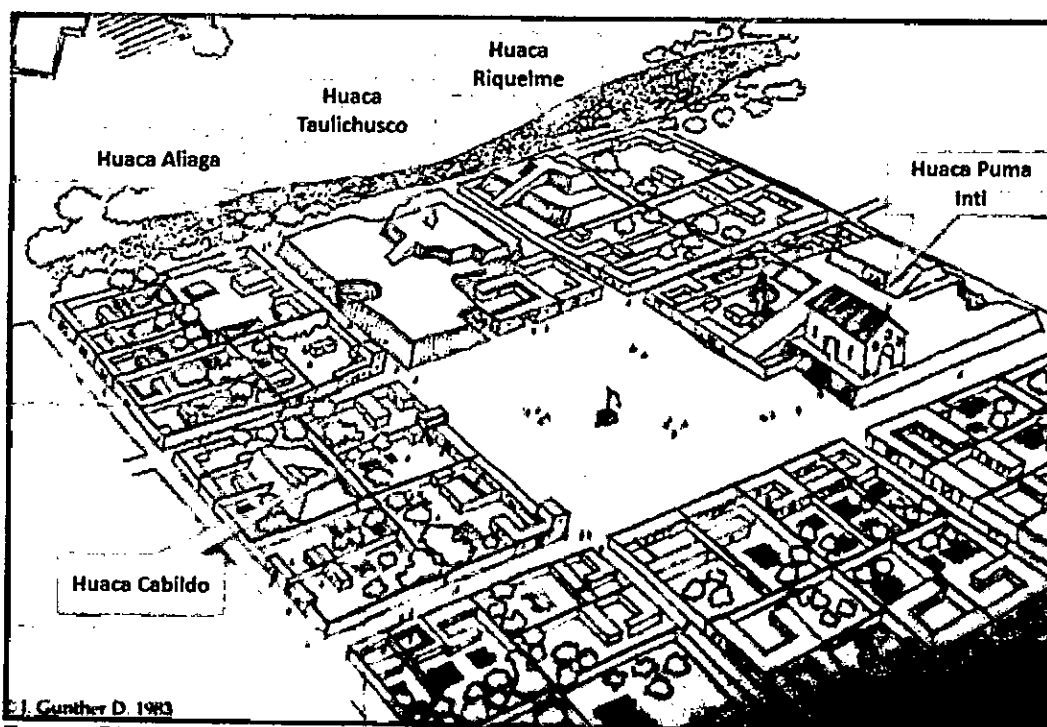 Huaca
Riquelme
Huaca
Taulichusco
Huaca Aliaga
Huaca Puma
Inti
Huaca Cabildo
© J. Gunther D. 1983